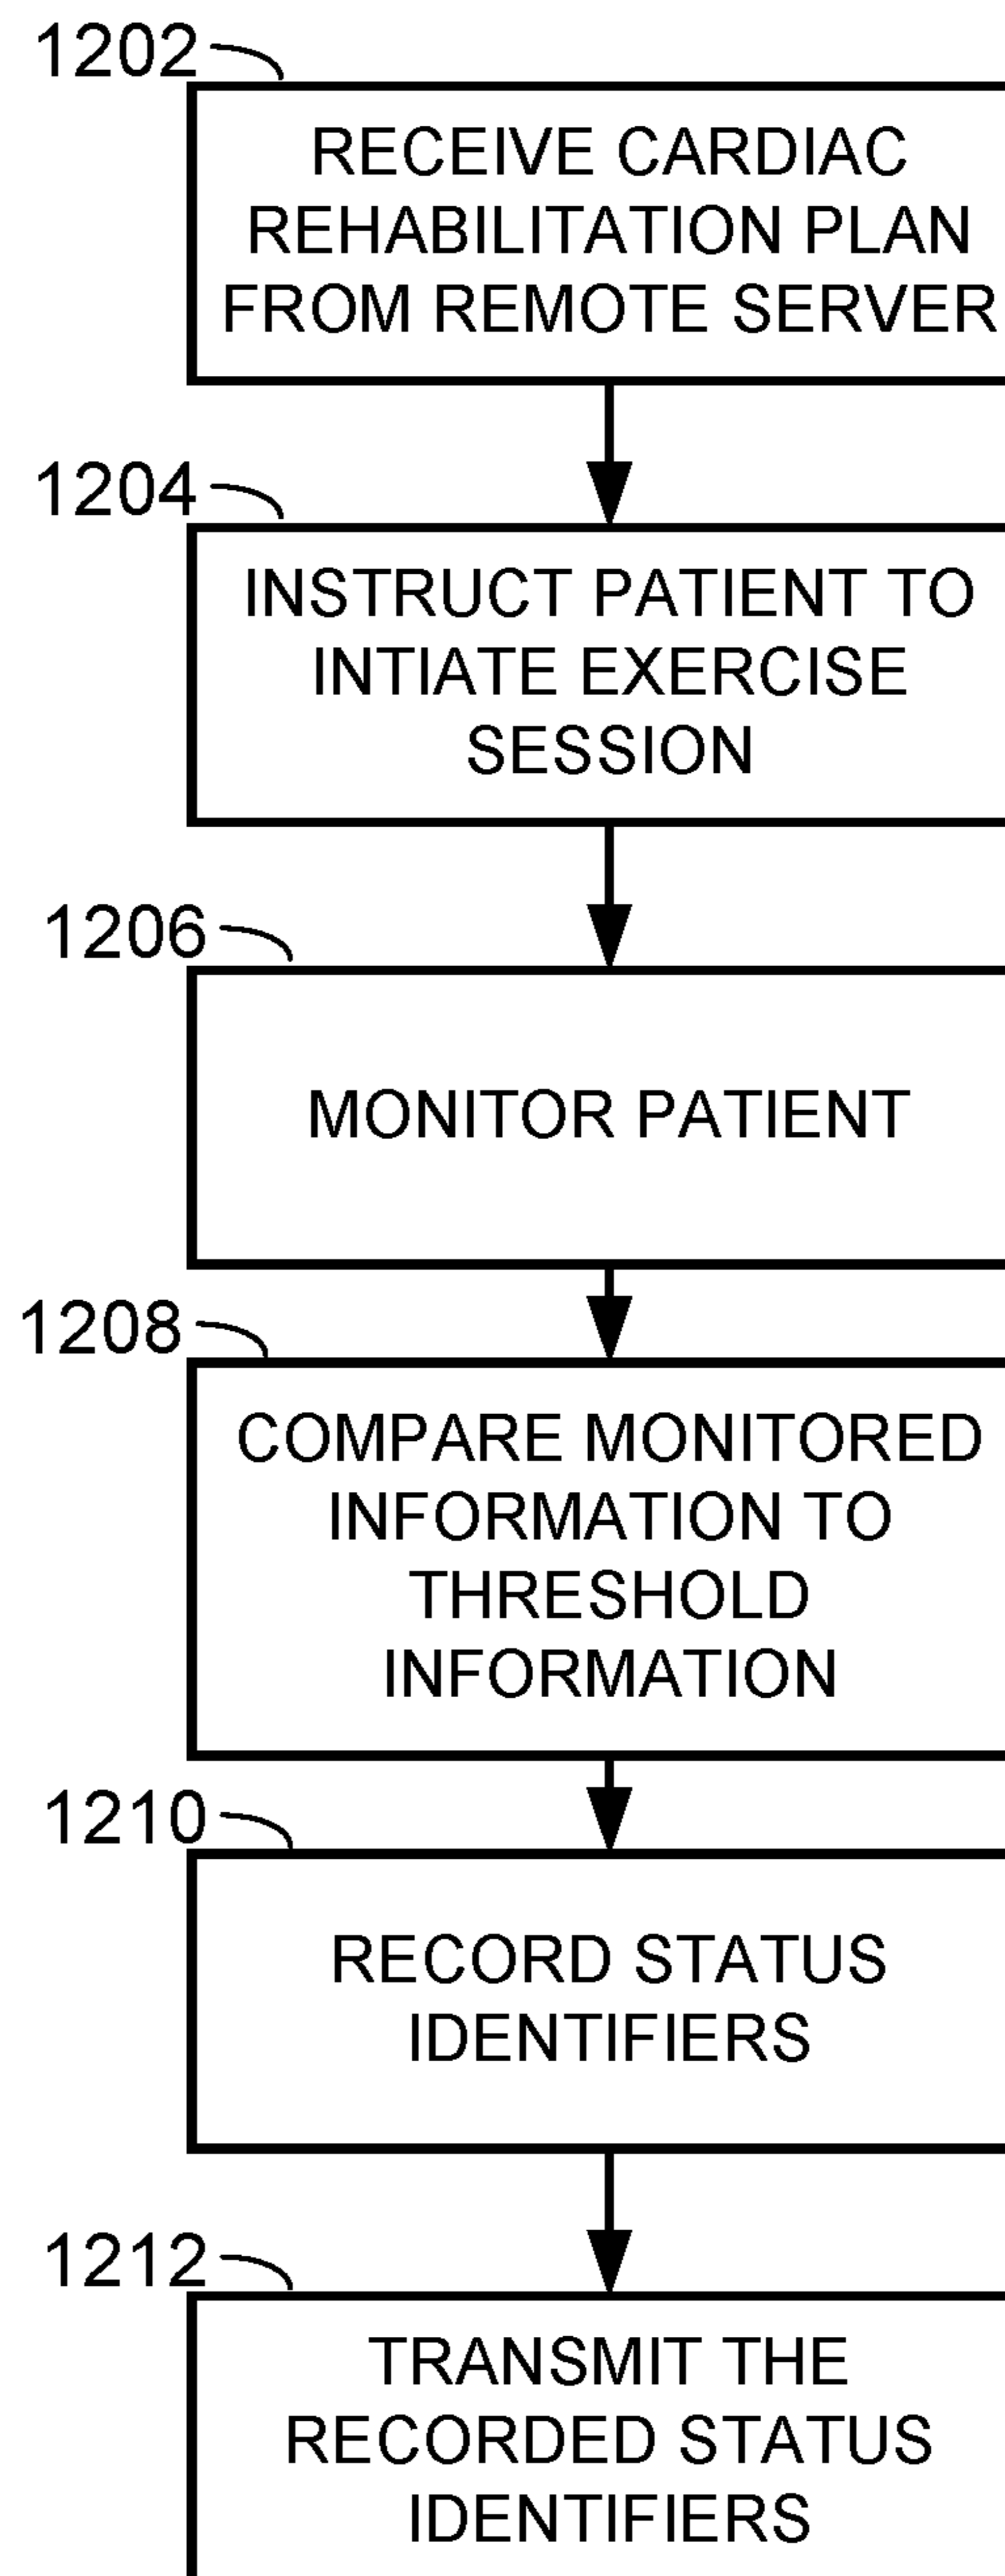 1202
RECEIVE CARDIAC
REHABILITATION PLAN
FROM REMOTE SERVER
1204
INSTRUCT PATIENT TO
INTIATE EXERCISE
SESSION
1206
MONITOR PATIENT
1208
COMPARE MONITORED
INFORMATION TO
THRESHOLD
INFORMATION
1210
RECORD STATUS
IDENTIFIERS
1212
TRANSMIT THE
RECORDED STATUS
IDENTIFIERS